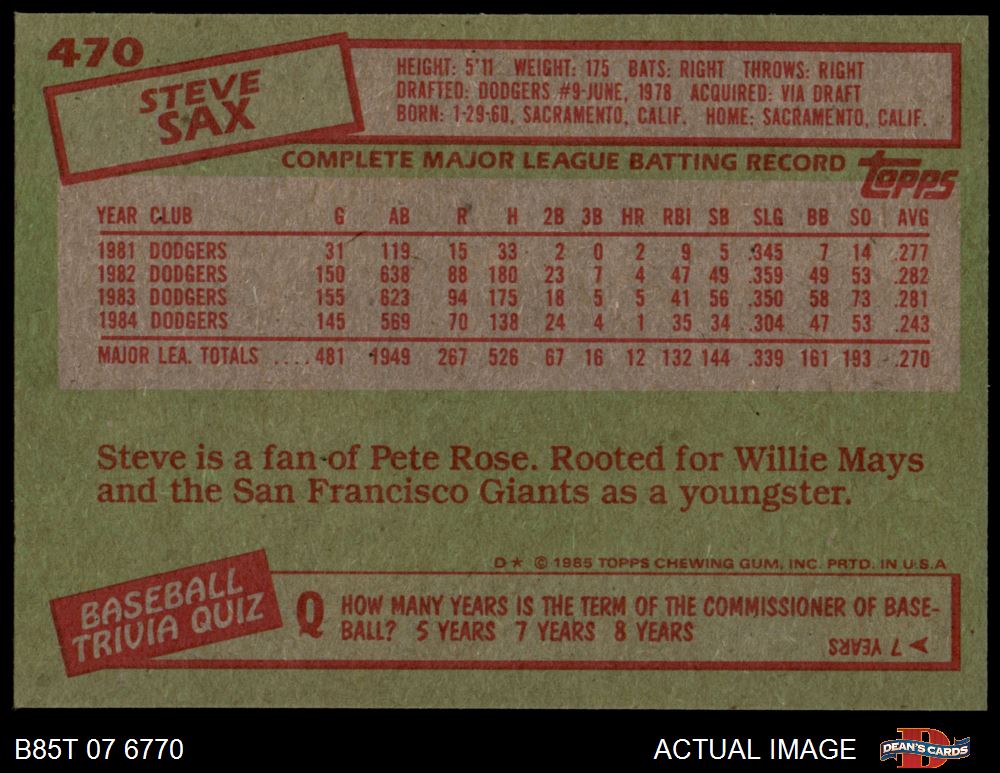 470
STEVE
SAX
HEIGHT: 5'11 WEIGHT: 175 BATS: RIGHT THROWS: RIGHT
DRAFTED: DODGERS #9-JUNE, 1978 ACQUIRED: VIA DRAFT
BORN: 1-29-60, SACRAMENTO, CALIF. HOME: SACRAMENTO, CALIF.
COMPLETE MAJOR LEAGUE BATTING RECORD
Topps
YEAR CLUB G AB R H 2B 3B HR RBI SB SLG BB SO AVG
1981 DODGERS 31 119 15 33 2 0 2 9 5 .345 7 14 .277
1982 DODGERS 150 638 88 180 23 7 4 47 49 .359 49 53 .282
1983 DODGERS 155 623 94 175 18 5 5 41 56 .350 58 73 .281
1984 DODGERS 145 569 70 138 24 4 1 35 34 .304 47 53 .243
MAJOR LEA. TOTALS ....481 1949 267 526 67 16 12 132 144 .339 161 193 .270
Steve is a fan of Pete Rose. Rooted for Willie Mays
and the San Francisco Giants as a youngster.
D★ © 1985 TOPPS CHEWING GUM, INC. PRTD. IN U.S.A
BASEBALL
TRIVIA QUIZ
Q HOW MANY YEARS IS THE TERM OF THE COMMISSIONER OF BASE-
BALL? 5 YEARS 7 YEARS 8 YEARS
7 YEARS
B85T 07 6770
ACTUAL IMAGE
DEAN'S CARDS